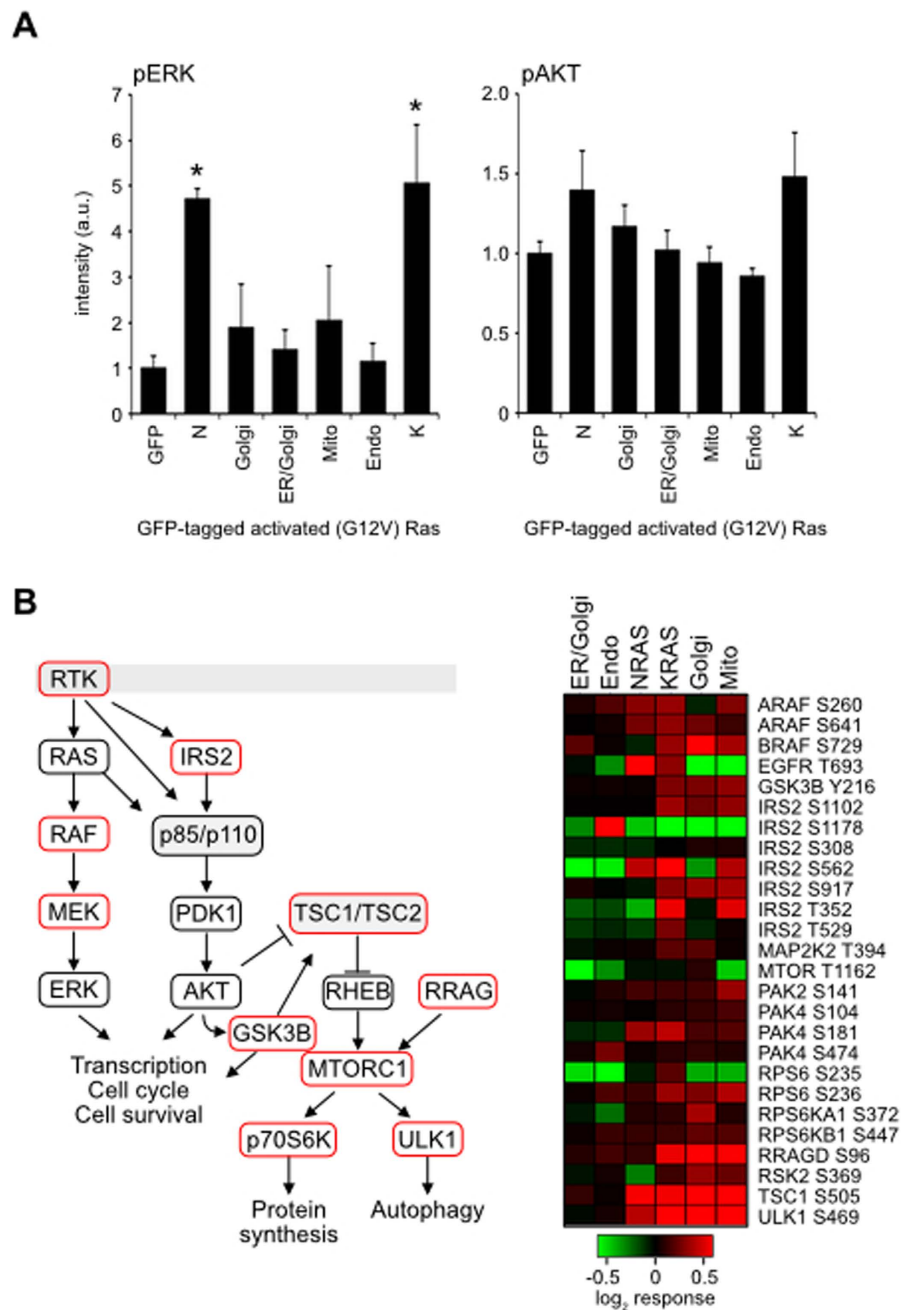 A
pERK
7
6
5
4
3
2
1
0
intensity (a.u.)
*
*
GFP
N
Golgi
ER/Golgi
Mito
Endo
K
GFP-tagged activated (G12V) Ras
pAKT
2.0
1.5
1.0
0.5
0
GFP
N
Golgi
ER/Golgi
Mito
Endo
K
GFP-tagged activated (G12V) Ras
B
RTK
RAS
IRS2
RAF
p85/p110
MEK
PDK1
TSC1/TSC2
ERK
AKT
RHEB
RRAG
GSK3B
MTORC1
Transcription
Cell cycle
Cell survival
p70S6K
ULK1
Protein
synthesis
Autophagy
ER/Golgi
Endo
NRAS
KRAS
Golgi
Mito
ARAF S260
ARAF S641
BRAF S729
EGFR T693
GSK3B Y216
IRS2 S1102
IRS2 S1178
IRS2 S308
IRS2 S562
IRS2 S917
IRS2 T352
IRS2 T529
MAP2K2 T394
MTOR T1162
PAK2 S141
PAK4 S104
PAK4 S181
PAK4 S474
RPS6 S235
RPS6 S236
RPS6KA1 S372
RPS6KB1 S447
RRAGD S96
RSK2 S369
TSC1 S505
ULK1 S469
-0.5 0 0.5
log₂ response